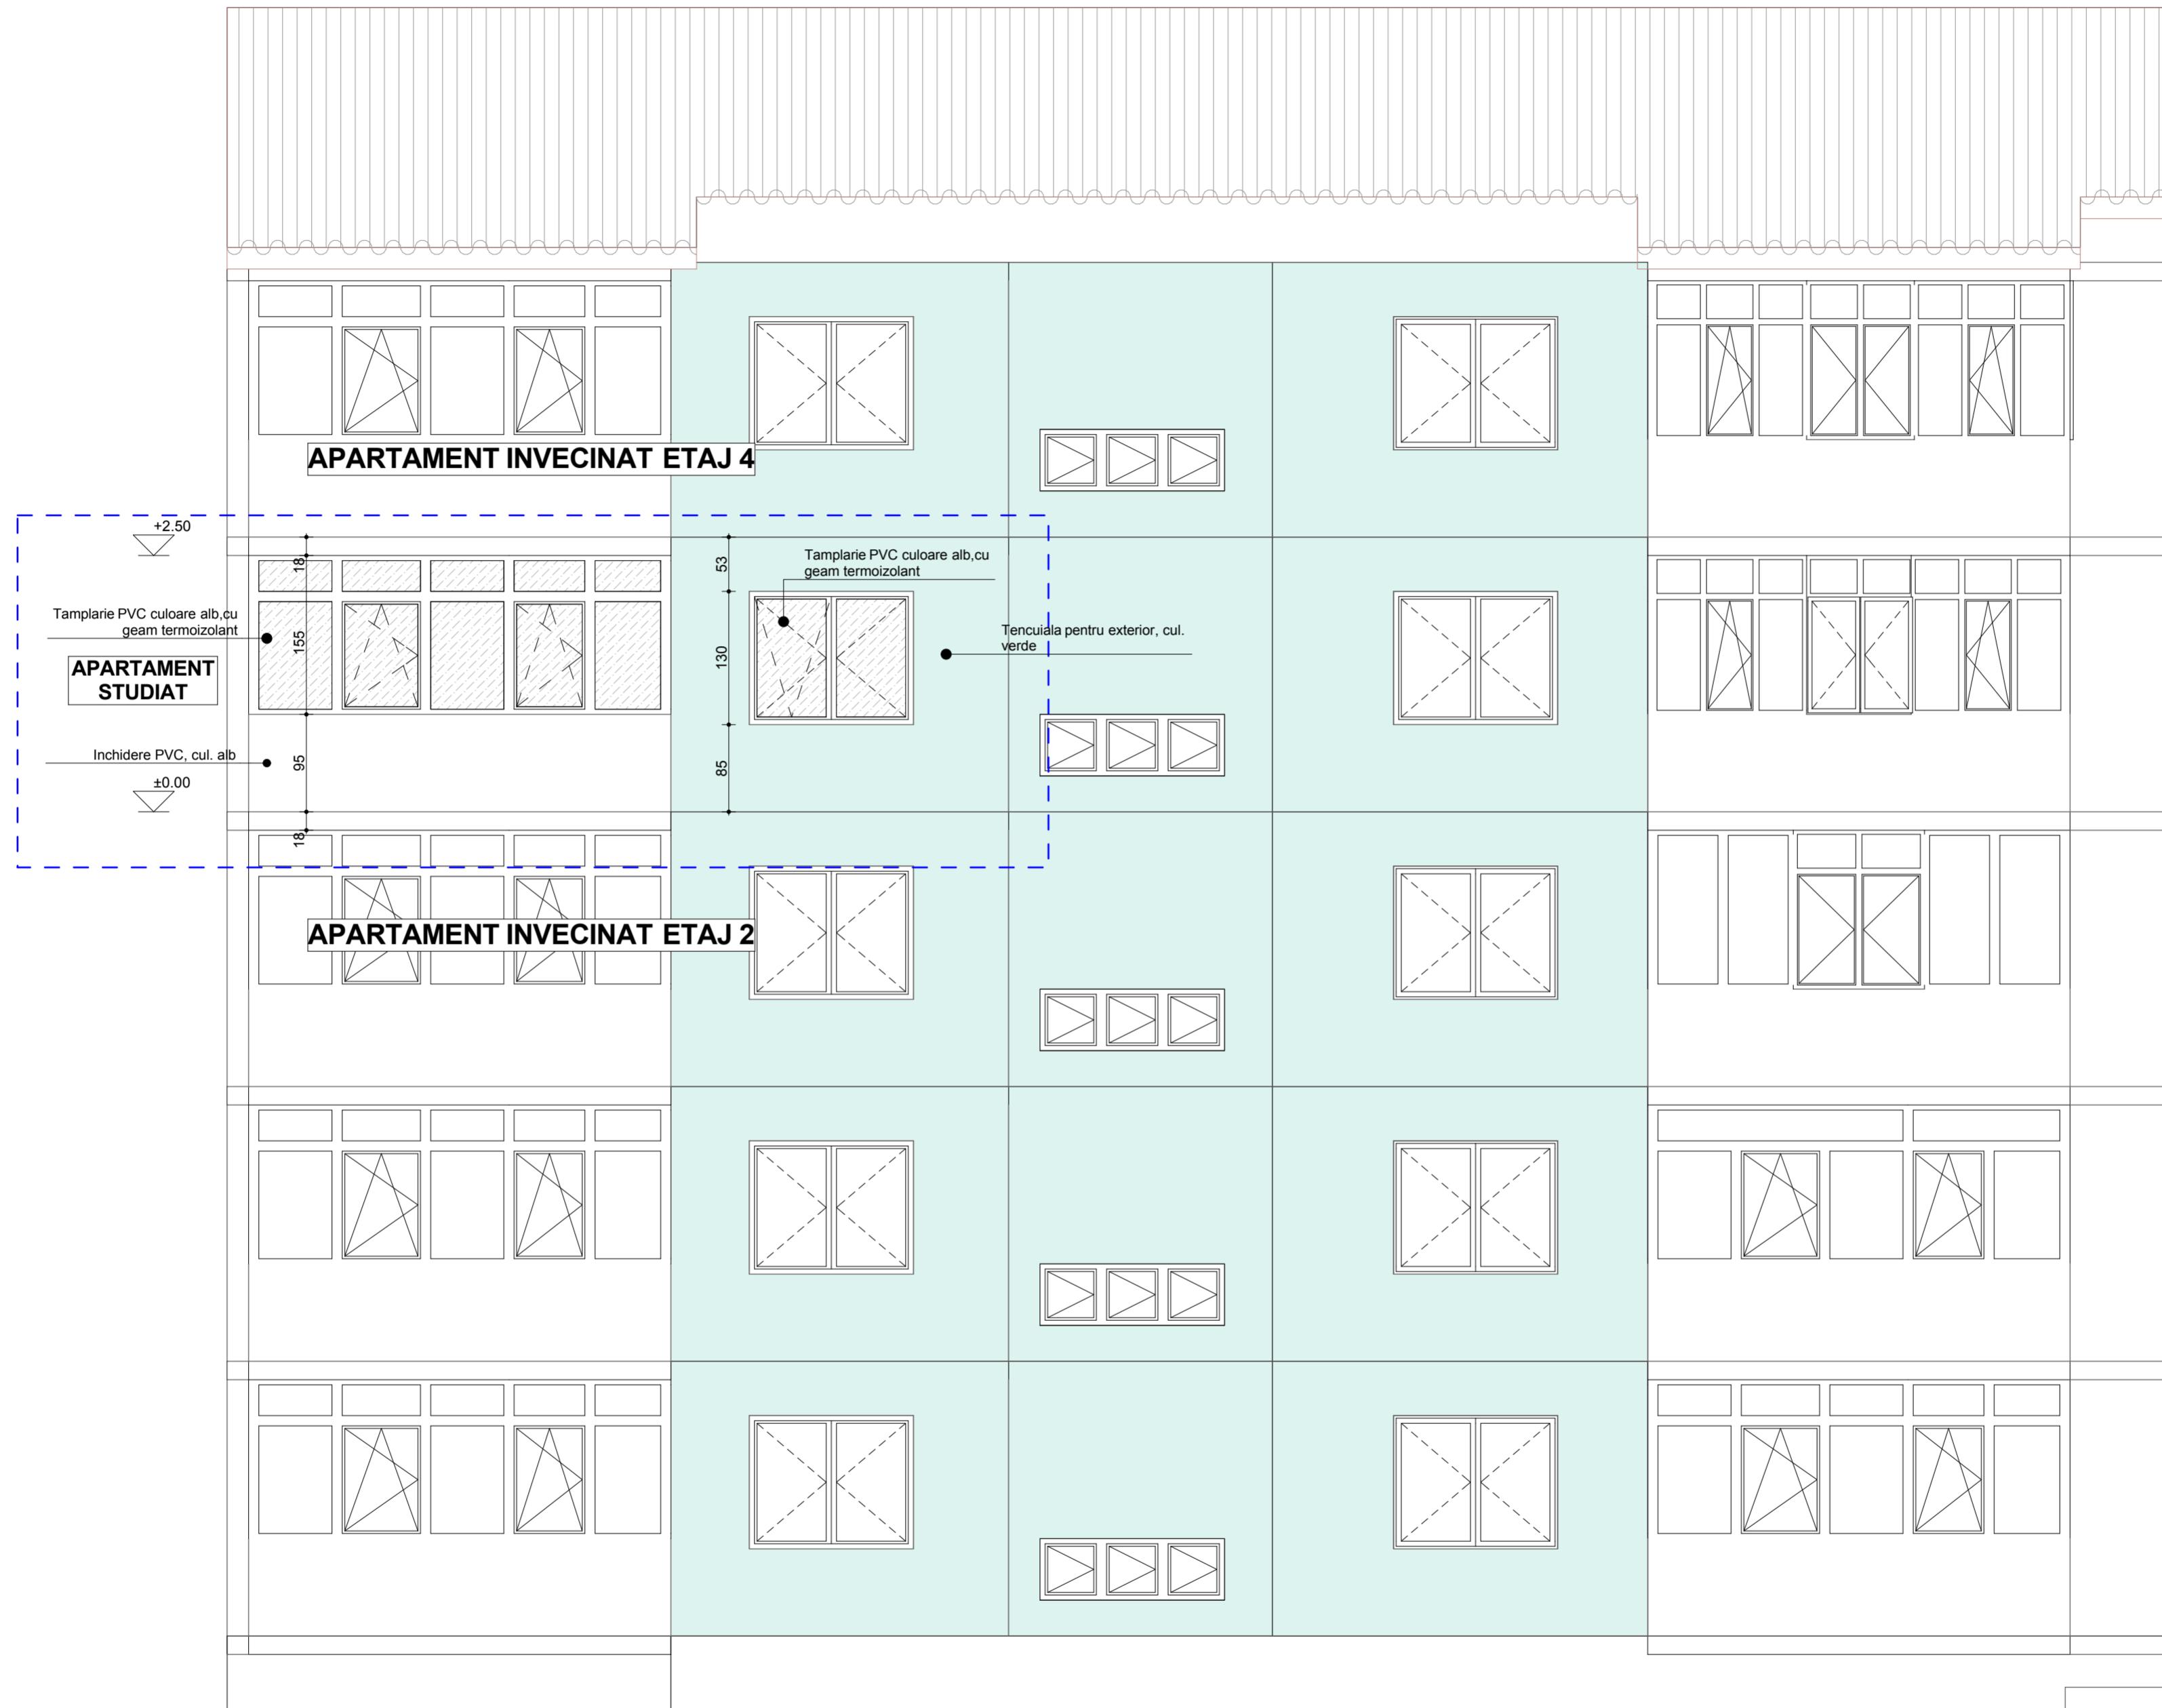 APARTAMENT INVECINAT ETAJ 4
+2.50
18
53
Tamplarie PVC culoare alb,cu
geam termoizolant
Tamplarie PVC culoare alb,cu
geam termoizolant
155
130
Tencuiala pentru exterior, cul.
verde
APARTAMENT
STUDIAT
Inchidere PVC, cul. alb
95
85
±0.00
18
APARTAMENT INVECINAT ETAJ 2